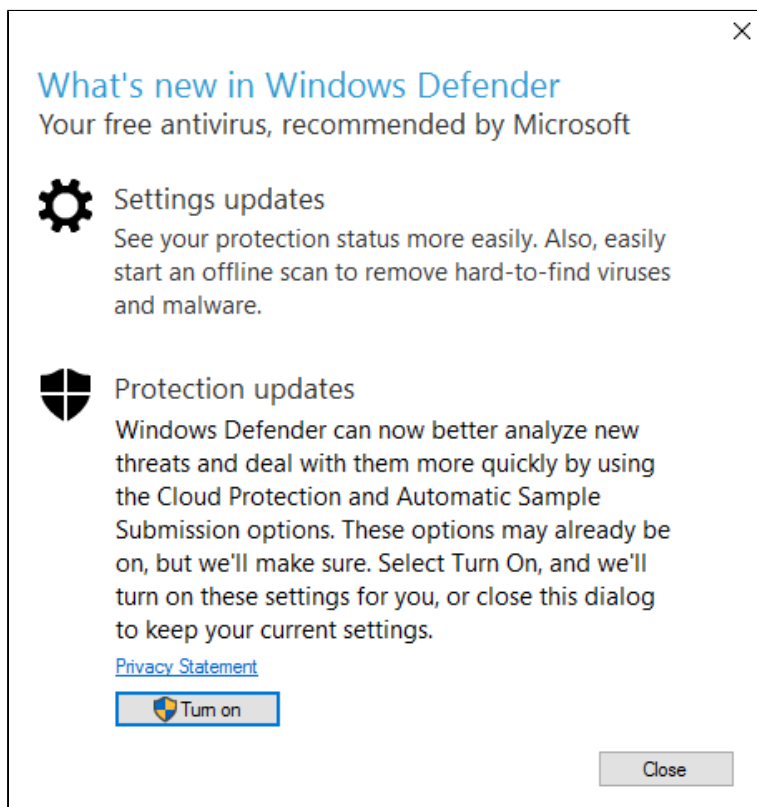 What's new in Windows Defender
Your free antivirus, recommended by Microsoft
Settings updates
See your protection status more easily. Also, easily
start an offline scan to remove hard-to-find viruses
and malware.
Protection updates
Windows Defender can now better analyze new
threats and deal with them more quickly by using
the Cloud Protection and Automatic Sample
Submission options. These options may already be
on, but we'll make sure. Select Turn On, and we'll
turn on these settings for you, or close this dialog
to keep your current settings.
Privacy Statement
Turn on
Close